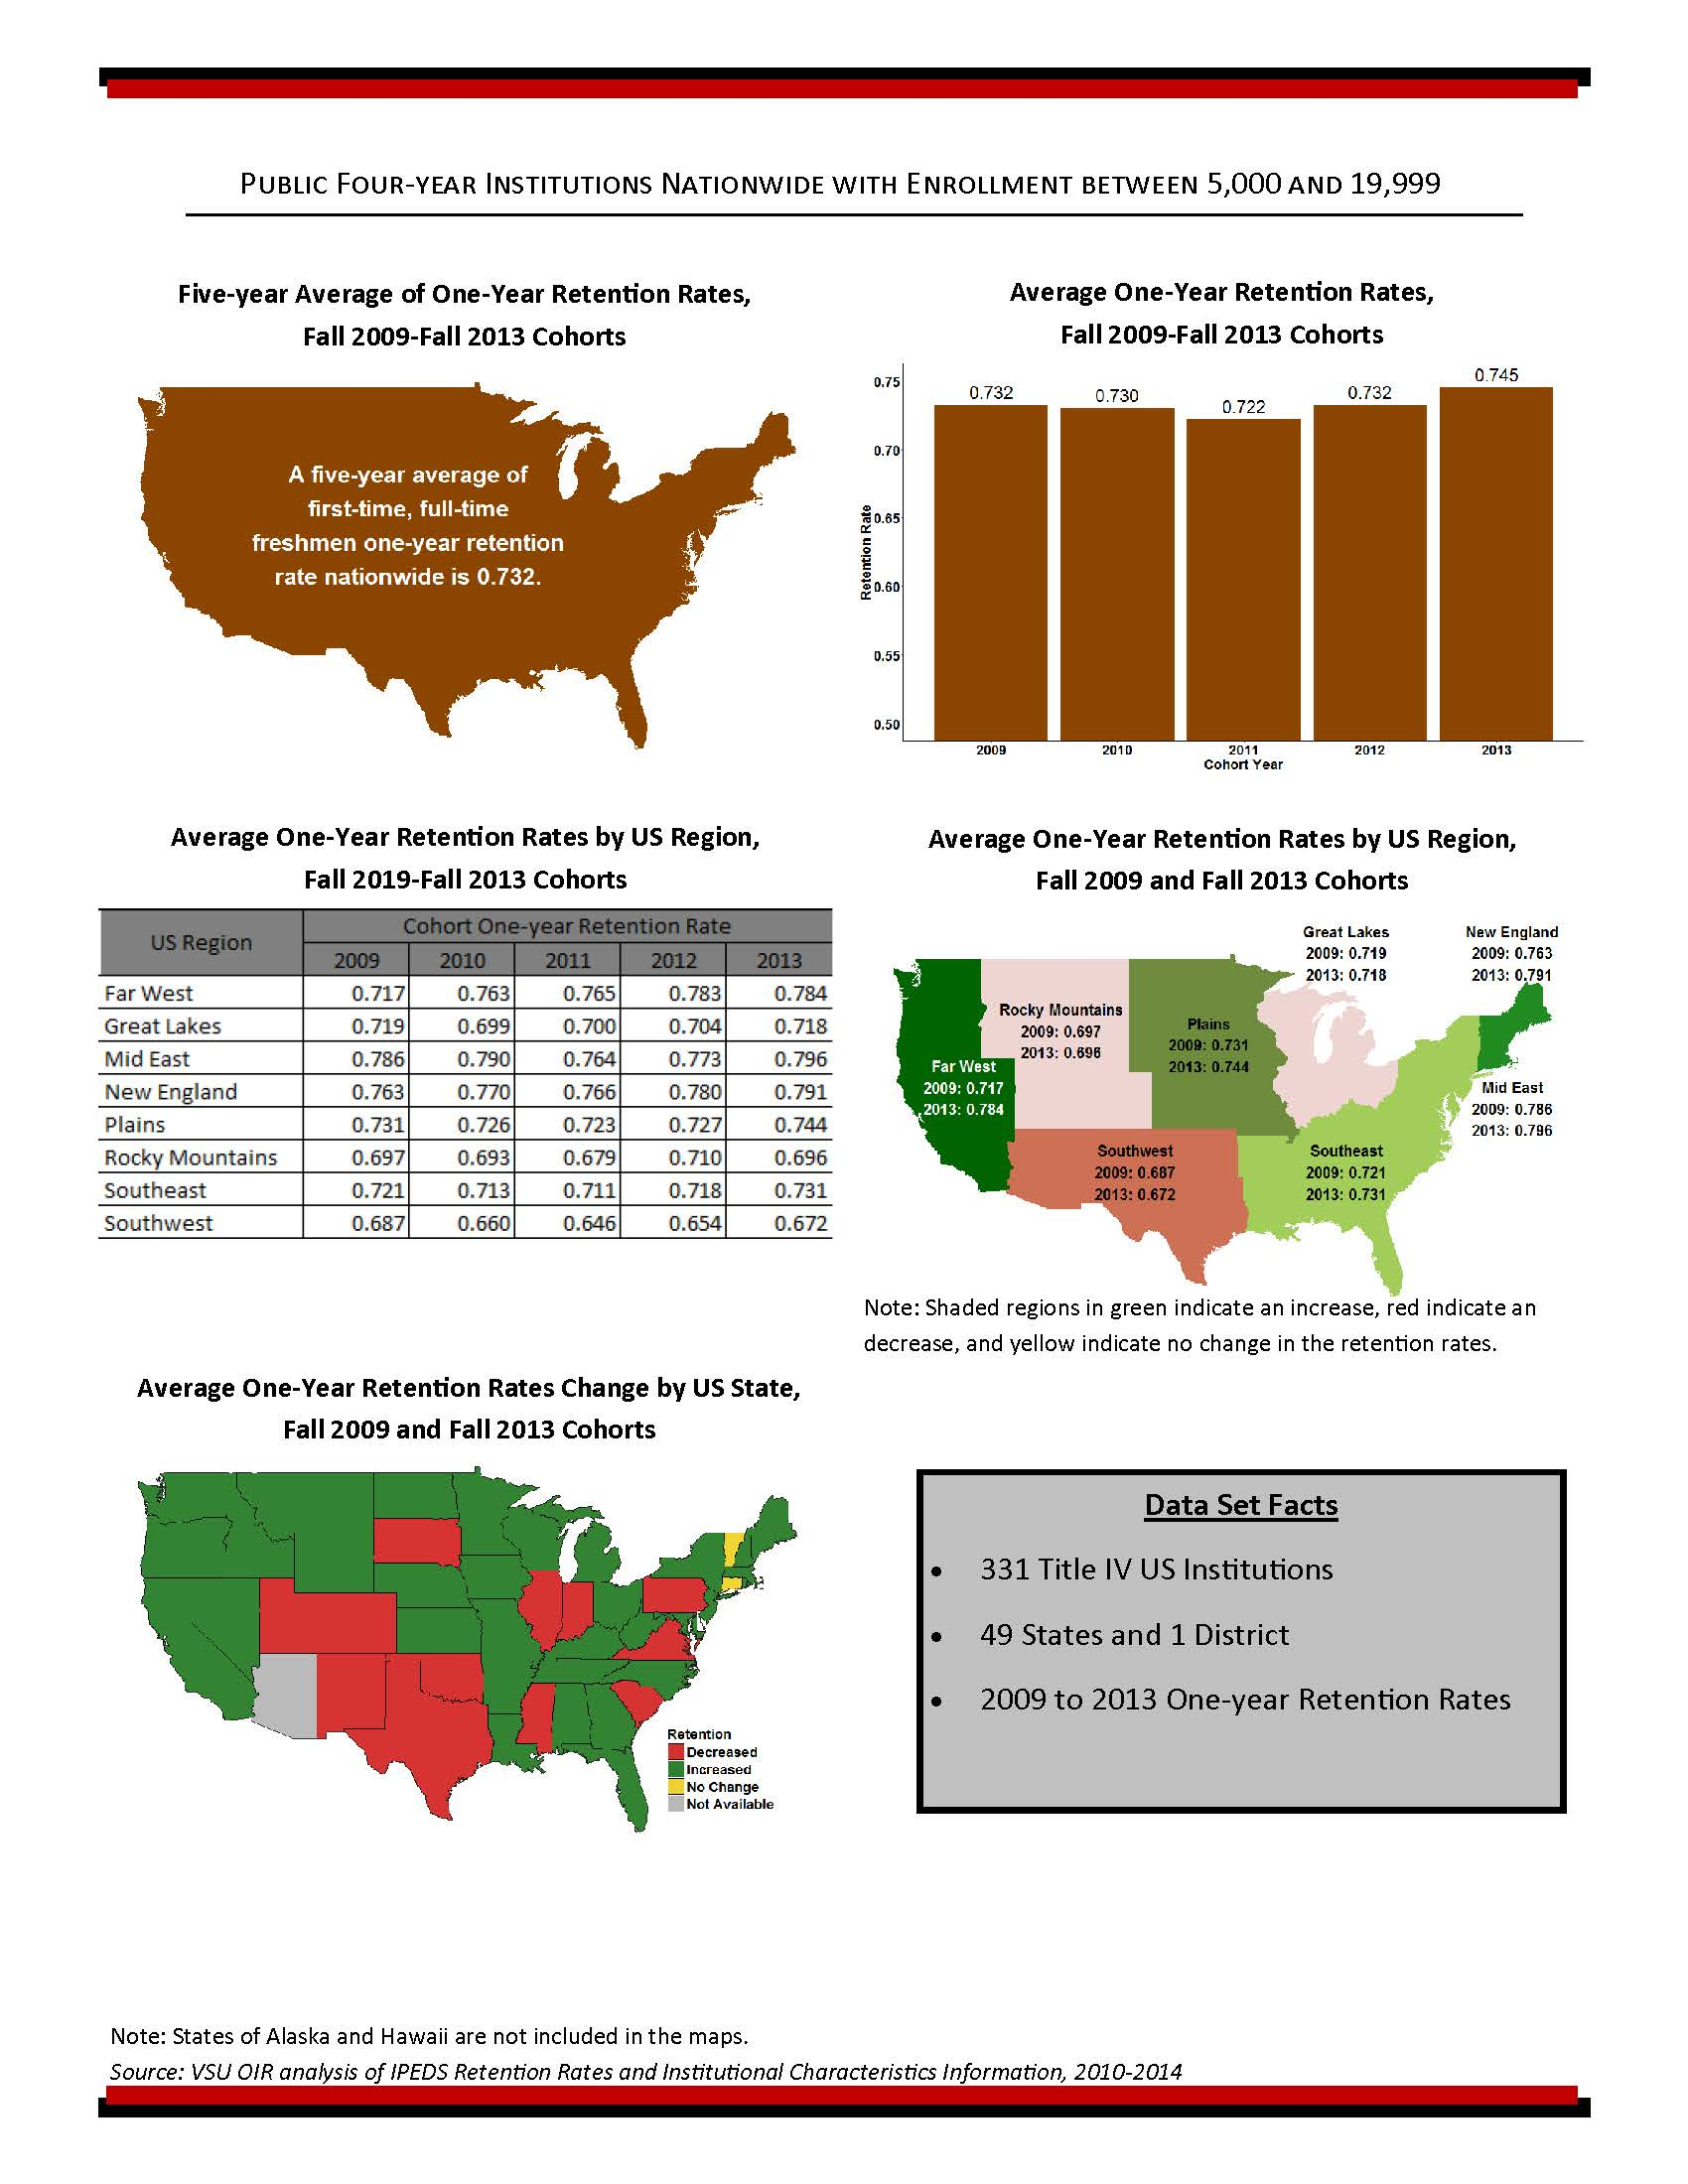 Public Four-year Institutions Nationwide with Enrollment between 5,000 and 19,999
Five-year Average of One-Year Retention Rates,
Fall 2009-Fall 2013 Cohorts
A five-year average of
first-time, full-time
freshmen one-year retention
rate nationwide is 0.732.
Average One-Year Retention Rates,
Fall 2009-Fall 2013 Cohorts
0.75
0.70
0.65
0.60
0.55
0.50
Retention Rate
0.732
0.730
0.722
0.732
0.745
2009 2010 2011 2012 2013
Cohort Year
Average One-Year Retention Rates by US Region,
Fall 2019-Fall 2013 Cohorts
US Region Cohort One-year Retention Rate
2009 2010 2011 2012 2013
Far West 0.717 0.763 0.765 0.783 0.784
Great Lakes 0.719 0.699 0.700 0.704 0.718
Mid East 0.786 0.790 0.764 0.773 0.796
New England 0.763 0.770 0.766 0.780 0.791
Plains 0.731 0.726 0.723 0.727 0.744
Rocky Mountains 0.697 0.693 0.679 0.710 0.696
Southeast 0.721 0.713 0.711 0.718 0.731
Southwest 0.687 0.660 0.646 0.654 0.672
Average One-Year Retention Rates by US Region,
Fall 2009 and Fall 2013 Cohorts
Great Lakes
2009: 0.719
2013: 0.718
New England
2009: 0.763
2013: 0.791
Rocky Mountains
2009: 0.697
2013: 0.696
Plains
2009: 0.731
2013: 0.744
Far West
2009: 0.717
2013: 0.784
Mid East
2009: 0.786
2013: 0.796
Southwest
2009: 0.687
2013: 0.672
Southeast
2009: 0.721
2013: 0.731
Note: Shaded regions in green indicate an increase, red indicate an
decrease, and yellow indicate no change in the retention rates.
Average One-Year Retention Rates Change by US State,
Fall 2009 and Fall 2013 Cohorts
Retention
Decreased
Increased
No Change
Not Available
Data Set Facts
• 331 Title IV US Institutions
• 49 States and 1 District
• 2009 to 2013 One-year Retention Rates
Note: States of Alaska and Hawaii are not included in the maps.
Source: VSU OIR analysis of IPEDS Retention Rates and Institutional Characteristics Information, 2010-2014